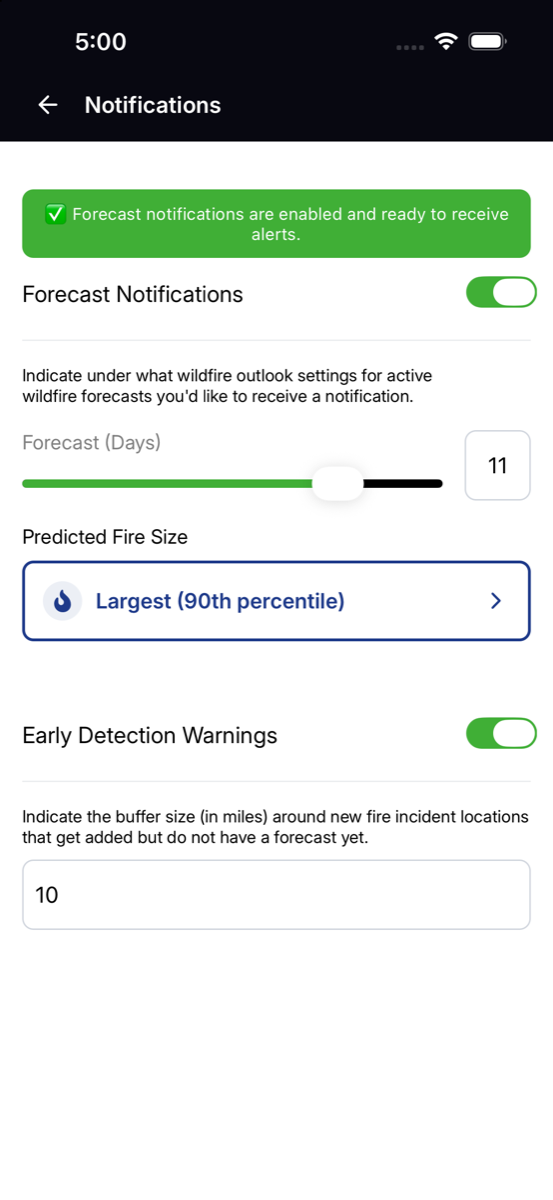 5:00
Notifications
✅ Forecast notifications are enabled and ready to receive
alerts.
Forecast Notifications
Indicate under what wildfire outlook settings for active
wildfire forecasts you'd like to receive a notification.
Forecast (Days)
11
Predicted Fire Size
Largest (90th percentile)
Early Detection Warnings
Indicate the buffer size (in miles) around new fire incident locations
that get added but do not have a forecast yet.
10